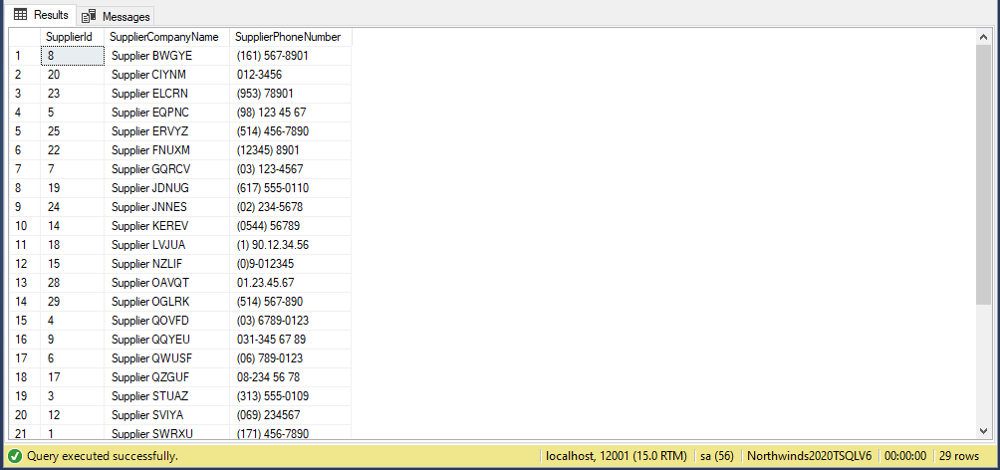 Results Messages
SupplierId SupplierCompanyName SupplierPhoneNumber
1 8 Supplier BWGYE (161) 567-8901
2 20 Supplier CIYNM 012-3456
3 23 Supplier ELCRN (953) 78901
4 5 Supplier EQPNC (98) 123 45 67
5 25 Supplier ERVYZ (514) 456-7890
6 22 Supplier FNUXM (12345) 8901
7 7 Supplier GQRCV (03) 123-4567
8 19 Supplier JDNUG (617) 555-0110
9 24 Supplier JNNES (02) 234-5678
10 14 Supplier KEREV (0544) 56789
11 18 Supplier LVJUA (1) 90.12.34.56
12 15 Supplier NZLIF (0)9-012345
13 28 Supplier OAVQT 01.23.45.67
14 29 Supplier OGLRK (514) 567-890
15 4 Supplier QOVFD (03) 6789-0123
16 9 Supplier QQYEU 031-345 67 89
17 6 Supplier QWUSF (06) 789-0123
18 17 Supplier QZGUF 08-234 56 78
19 3 Supplier STUAZ (313) 555-0109
20 12 Supplier SVIYA (069) 234567
21 1 Supplier SWRXU (171) 456-7890
Query executed successfully. localhost, 12001 (15.0 RTM) sa (56) Northwinds2020TSQLV6 00:00:00 29 rows